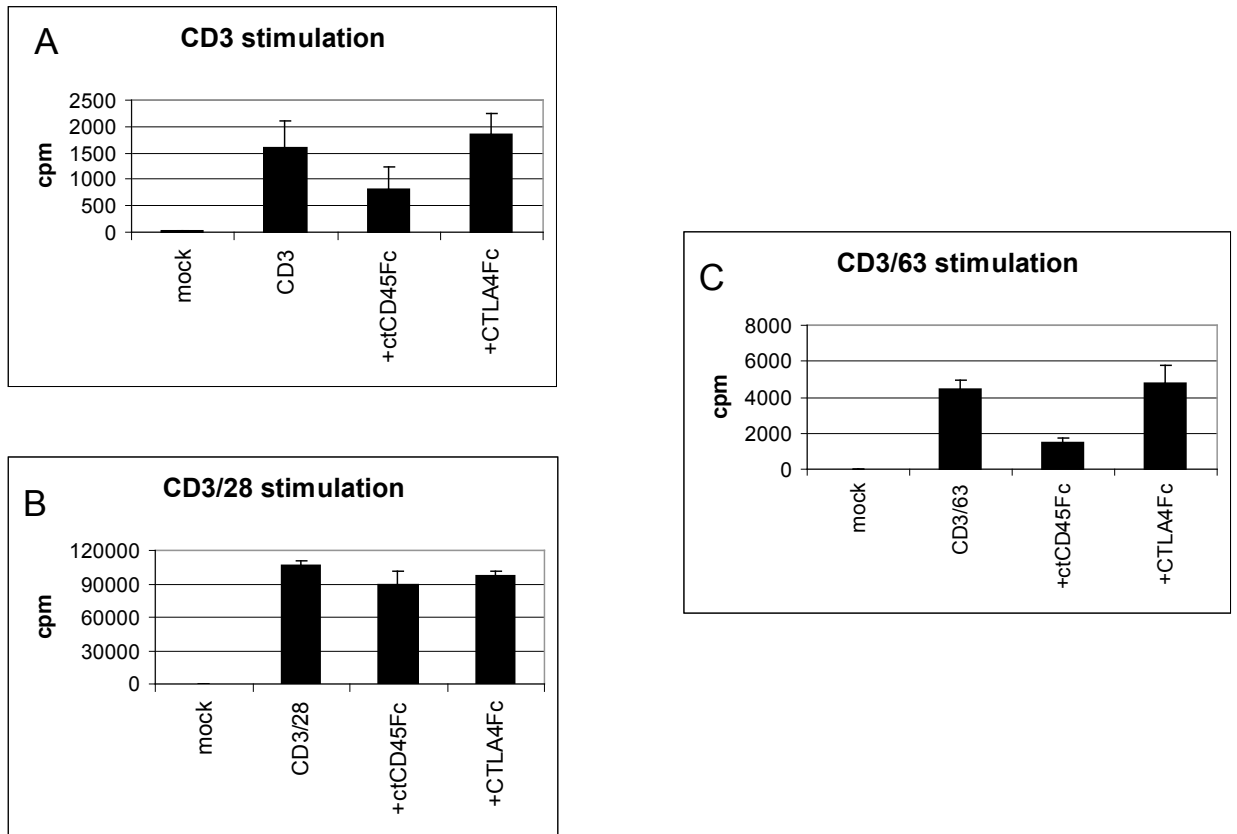 A
CD3 stimulation
2500
2000
1500
1000
500
0
cpm
mock
CD3
+ctCD45Fc
+CTLA4Fc
B
CD3/28 stimulation
120000
90000
60000
30000
0
cpm
mock
CD3/28
+ctCD45Fc
+CTLA4Fc
C
CD3/63 stimulation
8000
6000
4000
2000
0
cpm
mock
CD3/63
+ctCD45Fc
+CTLA4Fc